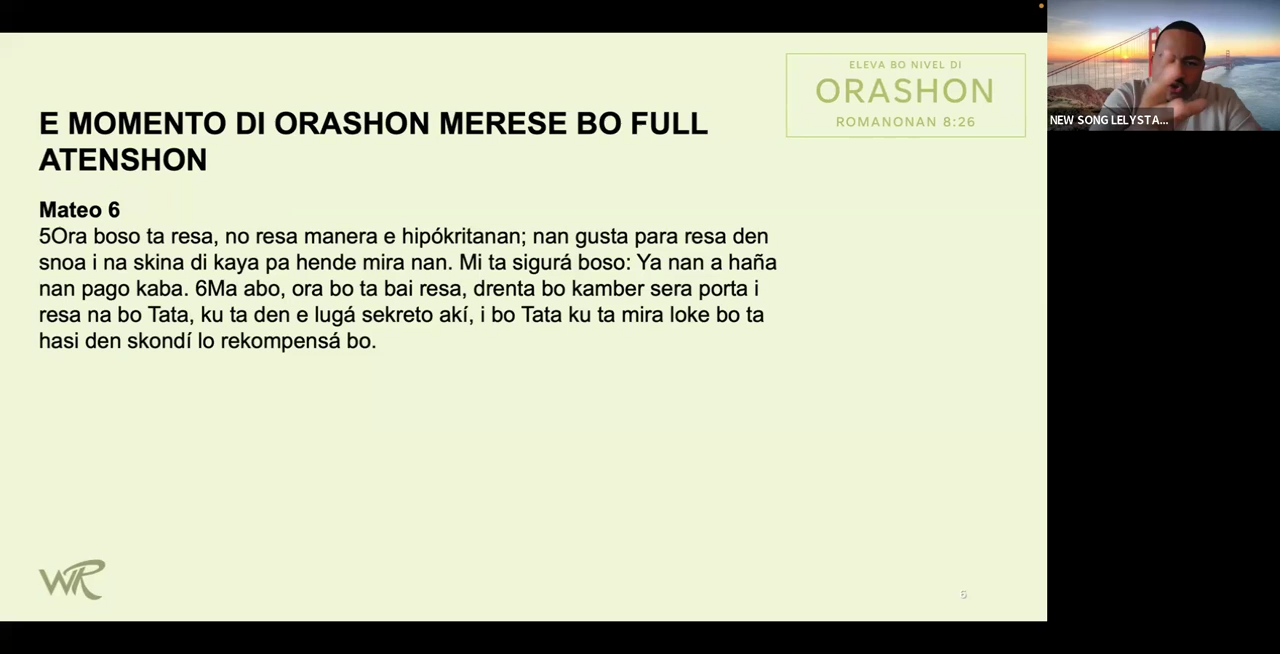 ELEVA BO NIVEL DI
ORASHON
ROMANONAN 8:26
E MOMENTO DI ORASHON MERESE BO FULL
ATENSHON
Mateo 6
5Ora boso ta resa, no resa manera e hipókritanan; nan gusta para resa den
snoa i na skina di kaya pa hende mira nan. Mi ta sigurá boso: Ya nan a haña
nan pago kaba. 6Ma abo, ora bo ta bai resa, drenta bo kamber sera porta i
resa na bo Tata, ku ta den e lugá sekreto akí, i bo Tata ku ta mira loke bo ta
hasi den skondí lo rekompensá bo.
WR
6
NEW SONG LELYSTA...